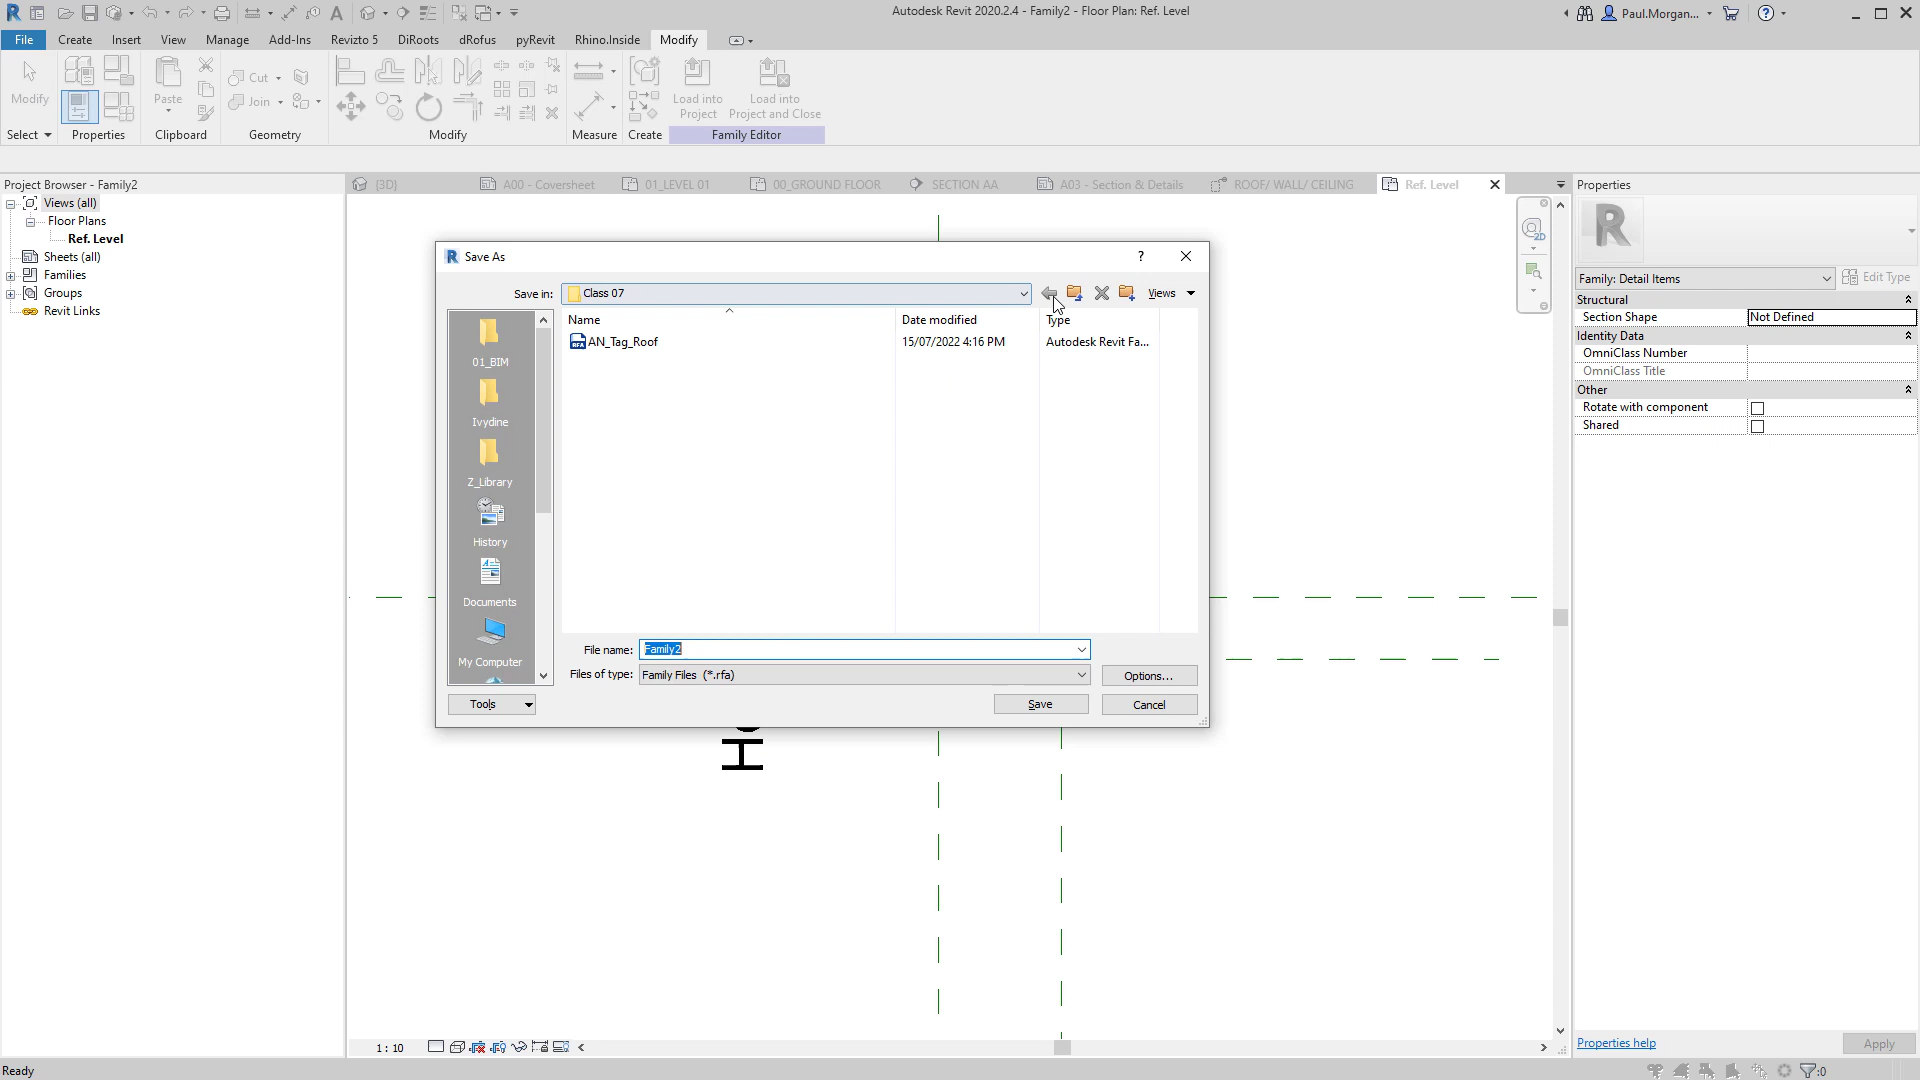 Autodesk Revit 2020.2.4 - Family2 - Floor Plan: Ref. Level
Paul.Morgan...
File Create Insert View Manage Add-Ins Revizto 5 DiRoots dRofus pyRevit Rhino.Inside Modify
Modify
Paste
Cut
Join
Load into Project
Load into Project and Close
Select Properties Clipboard Geometry Modify Measure Create Family Editor
Project Browser - Family2
Views (all)
Floor Plans
Ref. Level
Sheets (all)
Families
Groups
Revit Links
{3D} A00 - Coversheet 01_LEVEL 01 00_GROUND FLOOR SECTION AA A03 - Section & Details ROOF/ WALL/ CEILING Ref. Level
2D
Save As
Save in: Class 07
Views
Name Date modified Type
AN_Tag_Roof 15/07/2022 4:16 PM Autodesk Revit Fa...
01_BIM
Ivydine
Z_Library
History
Documents
My Computer
File name: Family2
Files of type: Family Files (*.rfa)
Options...
Tools
Save
Cancel
H
Properties
Family: Detail Items
Edit Type
Structural
Section Shape Not Defined
Identity Data
OmniClass Number
OmniClass Title
Other
Rotate with component
Shared
Properties help
Apply
1 : 10
Ready
:0